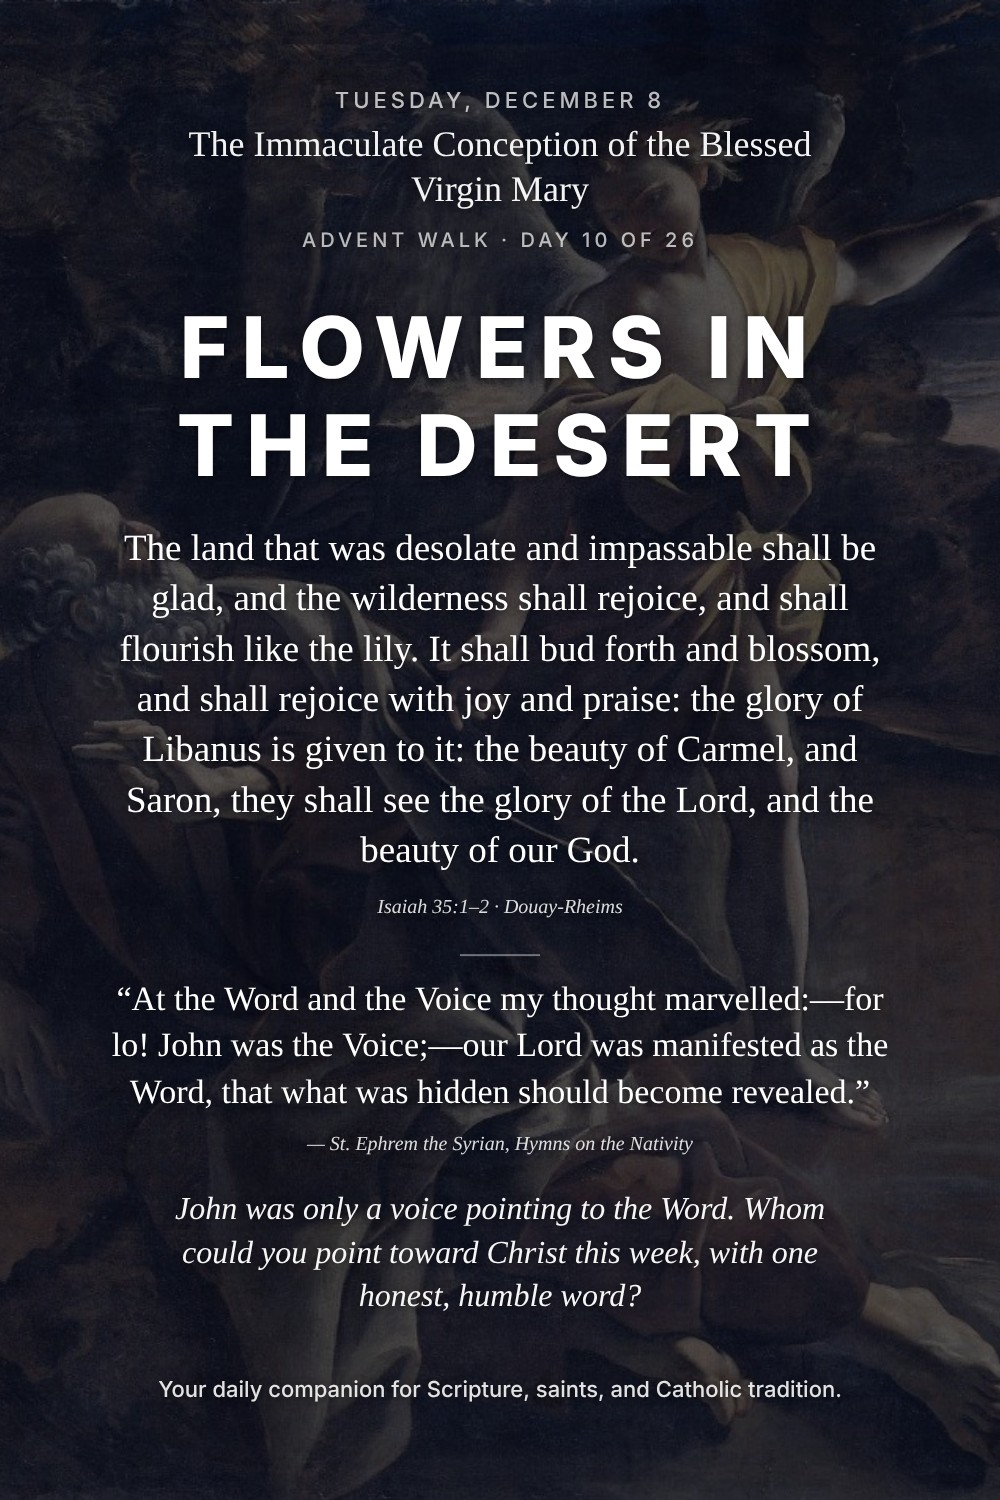 TUESDAY, DECEMBER 8
The Immaculate Conception of the Blessed
Virgin Mary
ADVENT WALK · DAY 10 OF 26
FLOWERS IN
THE DESERT
The land that was desolate and impassable shall be
glad, and the wilderness shall rejoice, and shall
flourish like the lily. It shall bud forth and blossom,
and shall rejoice with joy and praise: the glory of
Libanus is given to it: the beauty of Carmel, and
Saron, they shall see the glory of the Lord, and the
beauty of our God.
Isaiah 35:1–2 · Douay-Rheims
“At the Word and the Voice my thought marvelled:—for
lo! John was the Voice;—our Lord was manifested as the
Word, that what was hidden should become revealed.”
— St. Ephrem the Syrian, Hymns on the Nativity
John was only a voice pointing to the Word. Whom
could you point toward Christ this week, with one
honest, humble word?
Your daily companion for Scripture, saints, and Catholic tradition.